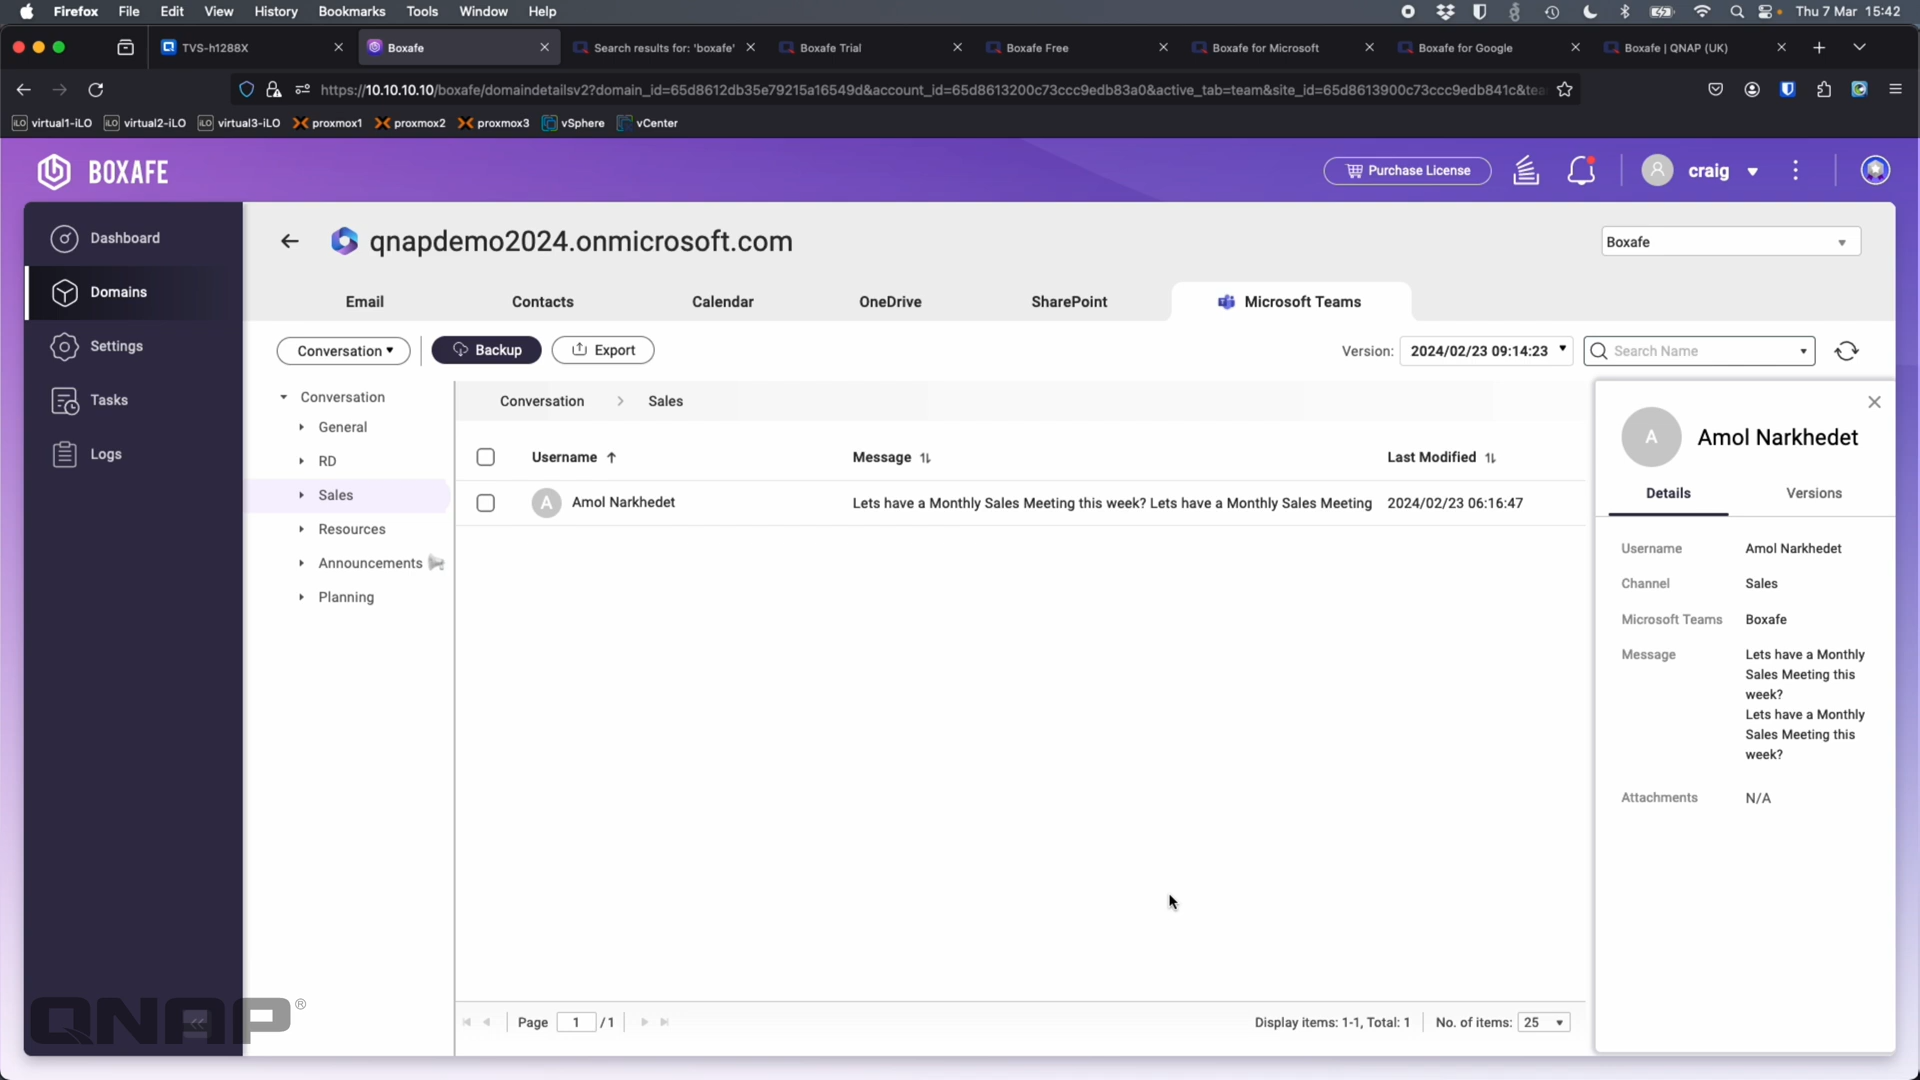 Firefox File Edit View History Bookmarks Tools Window Help
Thu 7 Mar 15:42
TVS-h1288X
Boxafe
Search results for: 'boxafe'
Boxafe Trial
Boxafe Free
Boxafe for Microsoft
Boxafe for Google
Boxafe | QNAP (UK)
https://10.10.10.10/boxafe/domaindetailsv2?domain_id=65d8612db35e79215a16549d&account_id=65d8613200c73ccc9edb83a0&active_tab=team&site_id=65d8613900c73ccc9edb841c&tea
virtual1-iLO
virtual2-iLO
virtual3-iLO
proxmox1
proxmox2
proxmox3
vSphere
vCenter
BOXAFE
Purchase License
craig
Dashboard
Domains
Settings
Tasks
Logs
qnapdemo2024.onmicrosoft.com
Boxafe
Email
Contacts
Calendar
OneDrive
SharePoint
Microsoft Teams
Conversation
Backup
Export
Version: 2024/02/23 09:14:23
Search Name
Conversation
General
RD
Sales
Resources
Announcements
Planning
Conversation > Sales
Username
Message
Last Modified
A Amol Narkhedet
Lets have a Monthly Sales Meeting this week? Lets have a Monthly Sales Meeting
2024/02/23 06:16:47
A Amol Narkhedet
Details
Versions
Username Amol Narkhedet
Channel Sales
Microsoft Teams Boxafe
Message Lets have a Monthly
Sales Meeting this
week?
Lets have a Monthly
Sales Meeting this
week?
Attachments N/A
Page 1 /1
Display items: 1-1, Total: 1
No. of items: 25
QNAP®